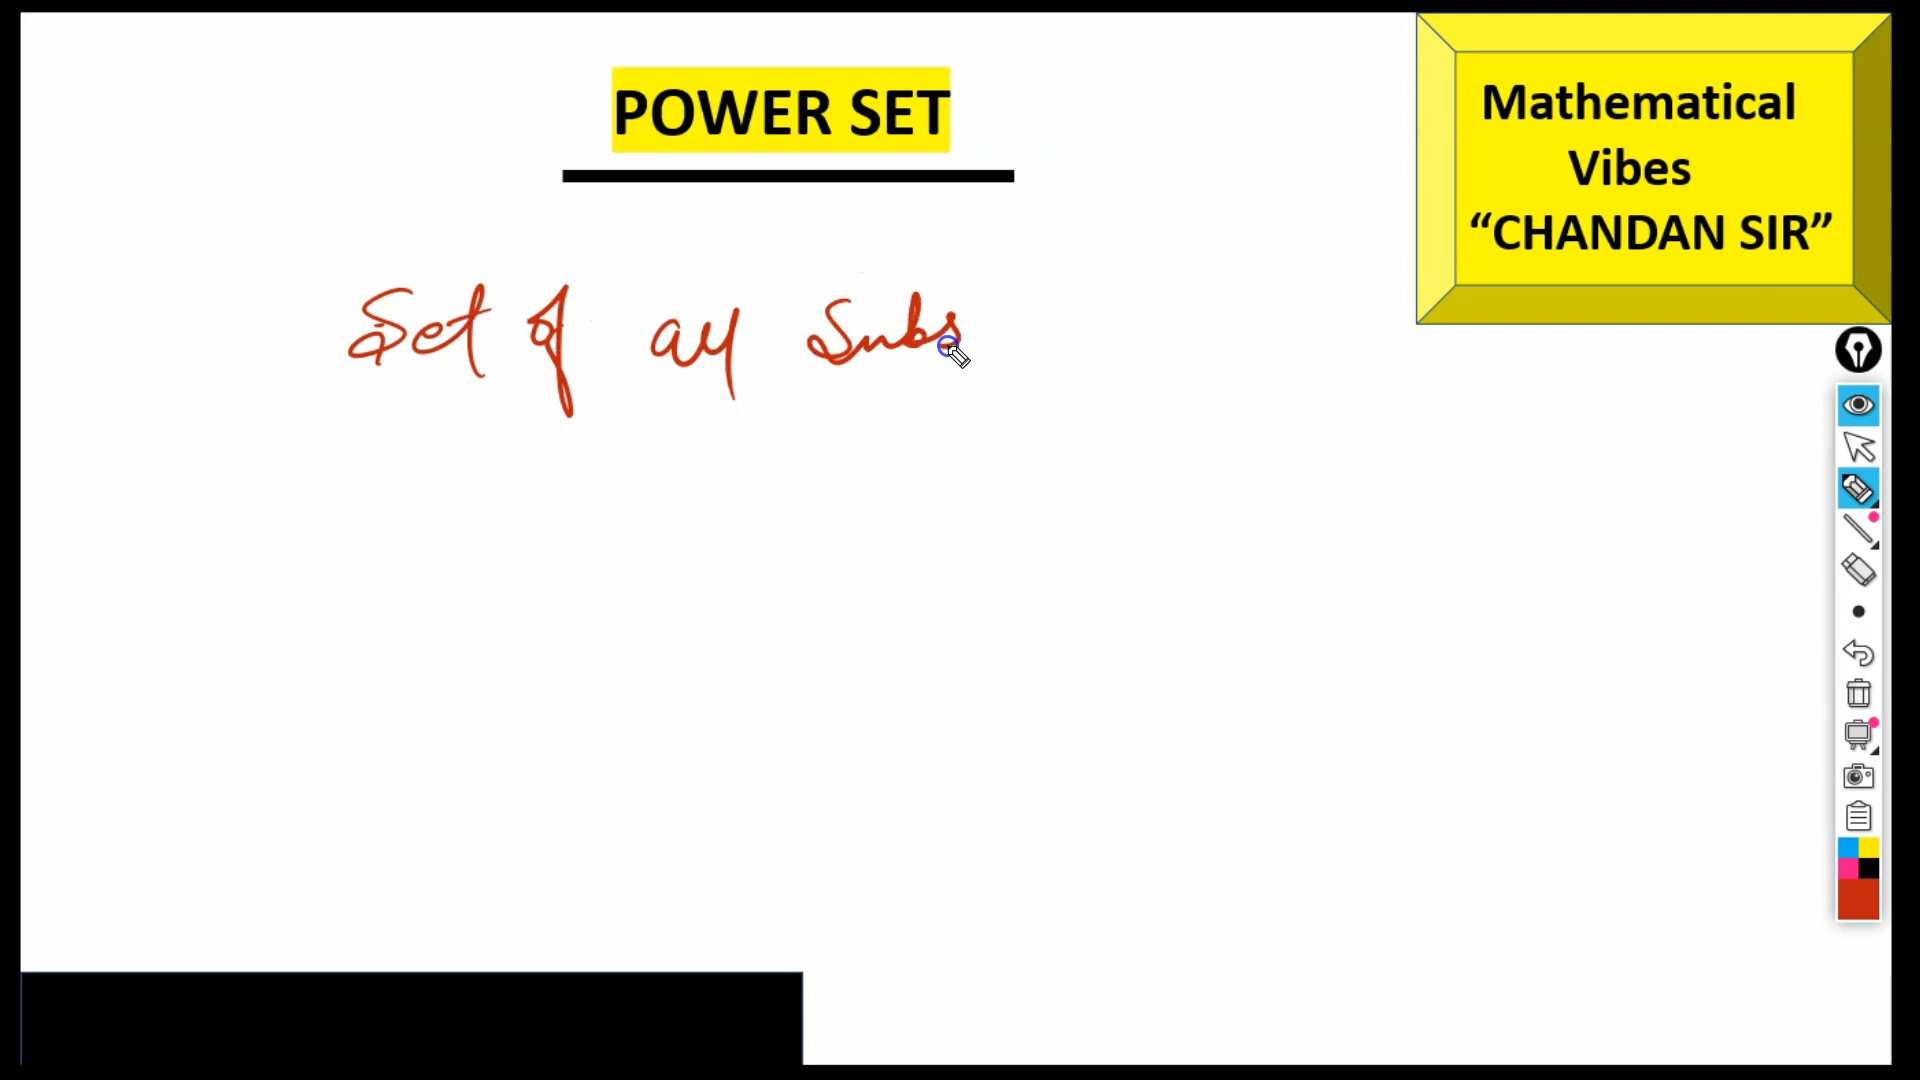 POWER SET
Mathematical
Vibes
“CHANDAN SIR”
Set of all Subs